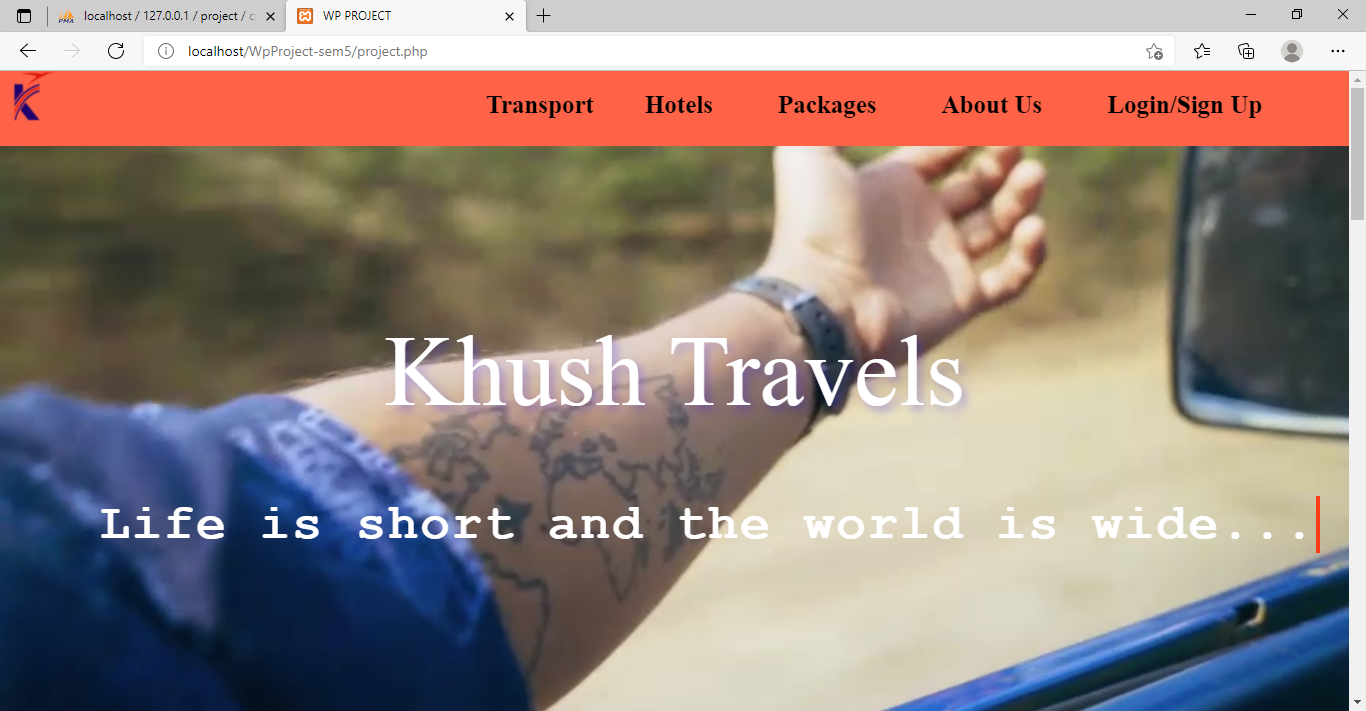 localhost / 127.0.0.1 / project / c
WP PROJECT
localhost/WpProject-sem5/project.php
K
Transport Hotels Packages About Us Login/Sign Up
Khush Travels
Life is short and the world is wide...